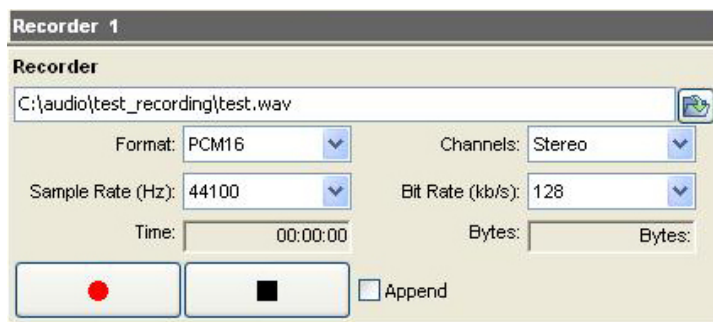 Recorder 1
Recorder
C:\audio\test_recording\test.wav
Format: PCM16 Channels: Stereo
Sample Rate (Hz): 44100 Bit Rate (kb/s): 128
Time: 00:00:00 Bytes: Bytes:
Append